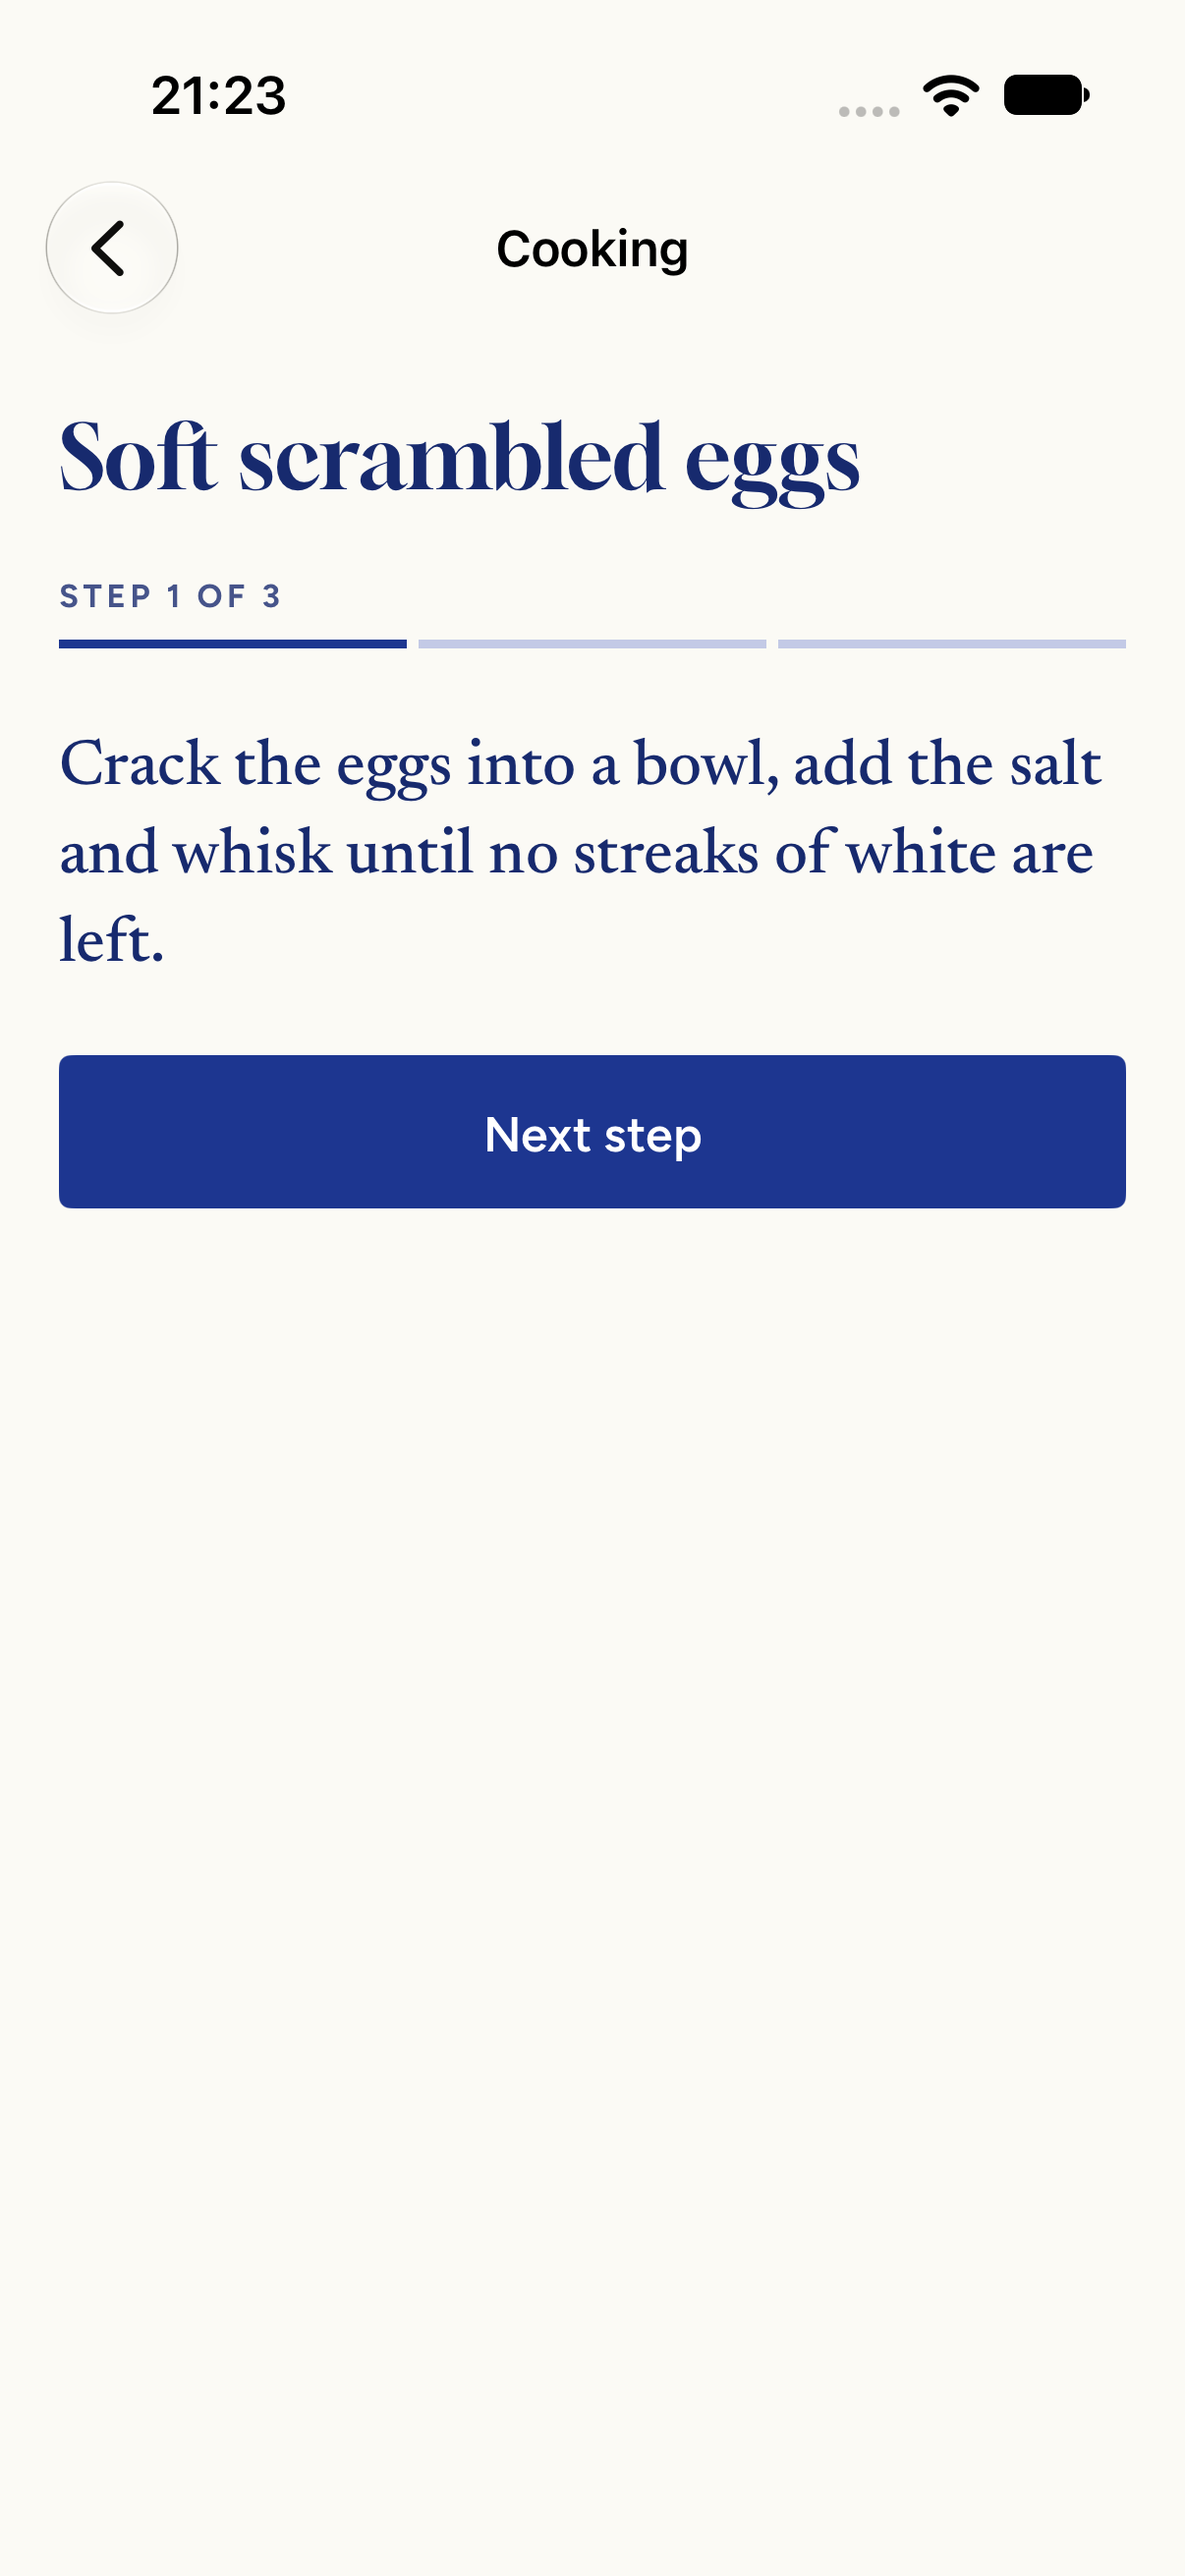 21:23
Cooking
Soft scrambled eggs
STEP 1 OF 3
Crack the eggs into a bowl, add the salt
and whisk until no streaks of white are
left.
Next step